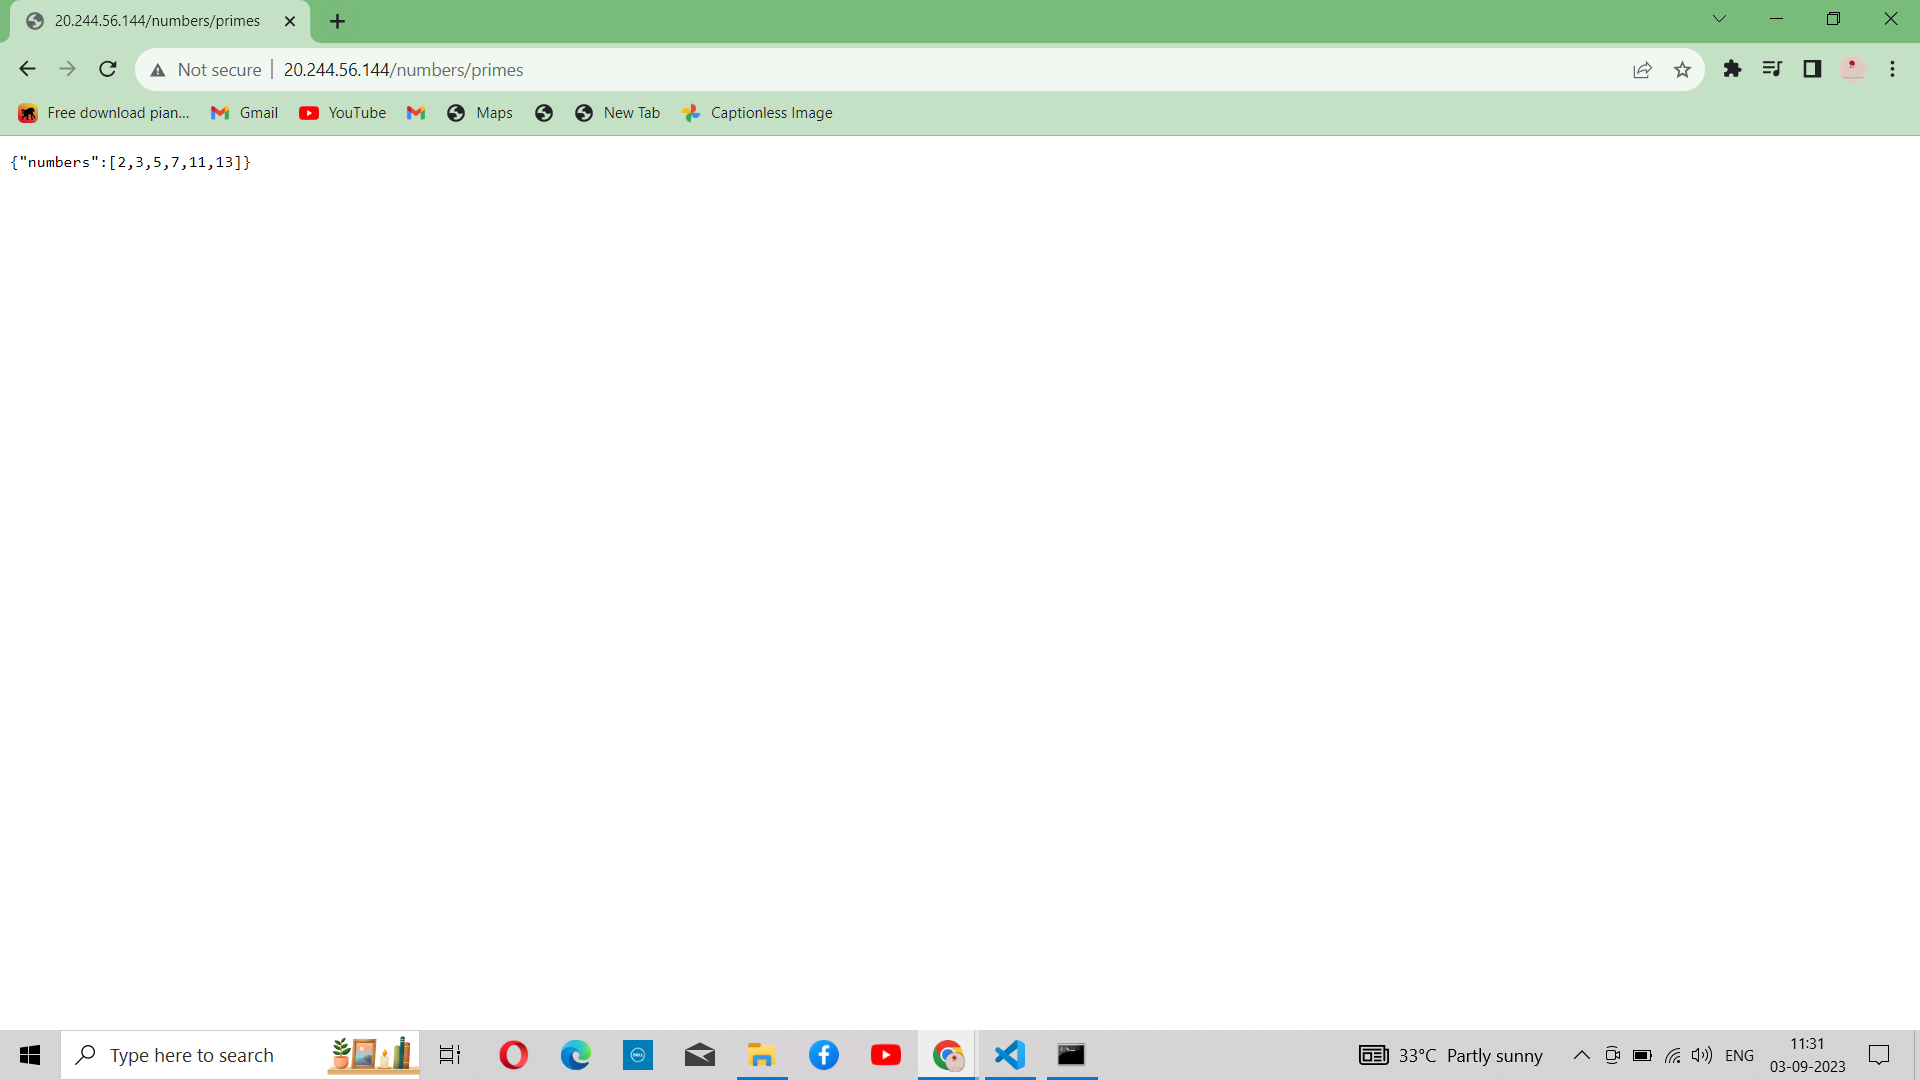 20.244.56.144/numbers/primes
Not secure
20.244.56.144/numbers/primes
Free download pian...
Gmail
YouTube
Maps
New Tab
Captionless Image
{"numbers":[2,3,5,7,11,13]}
Type here to search
33°C Partly sunny
ENG
11:31
03-09-2023